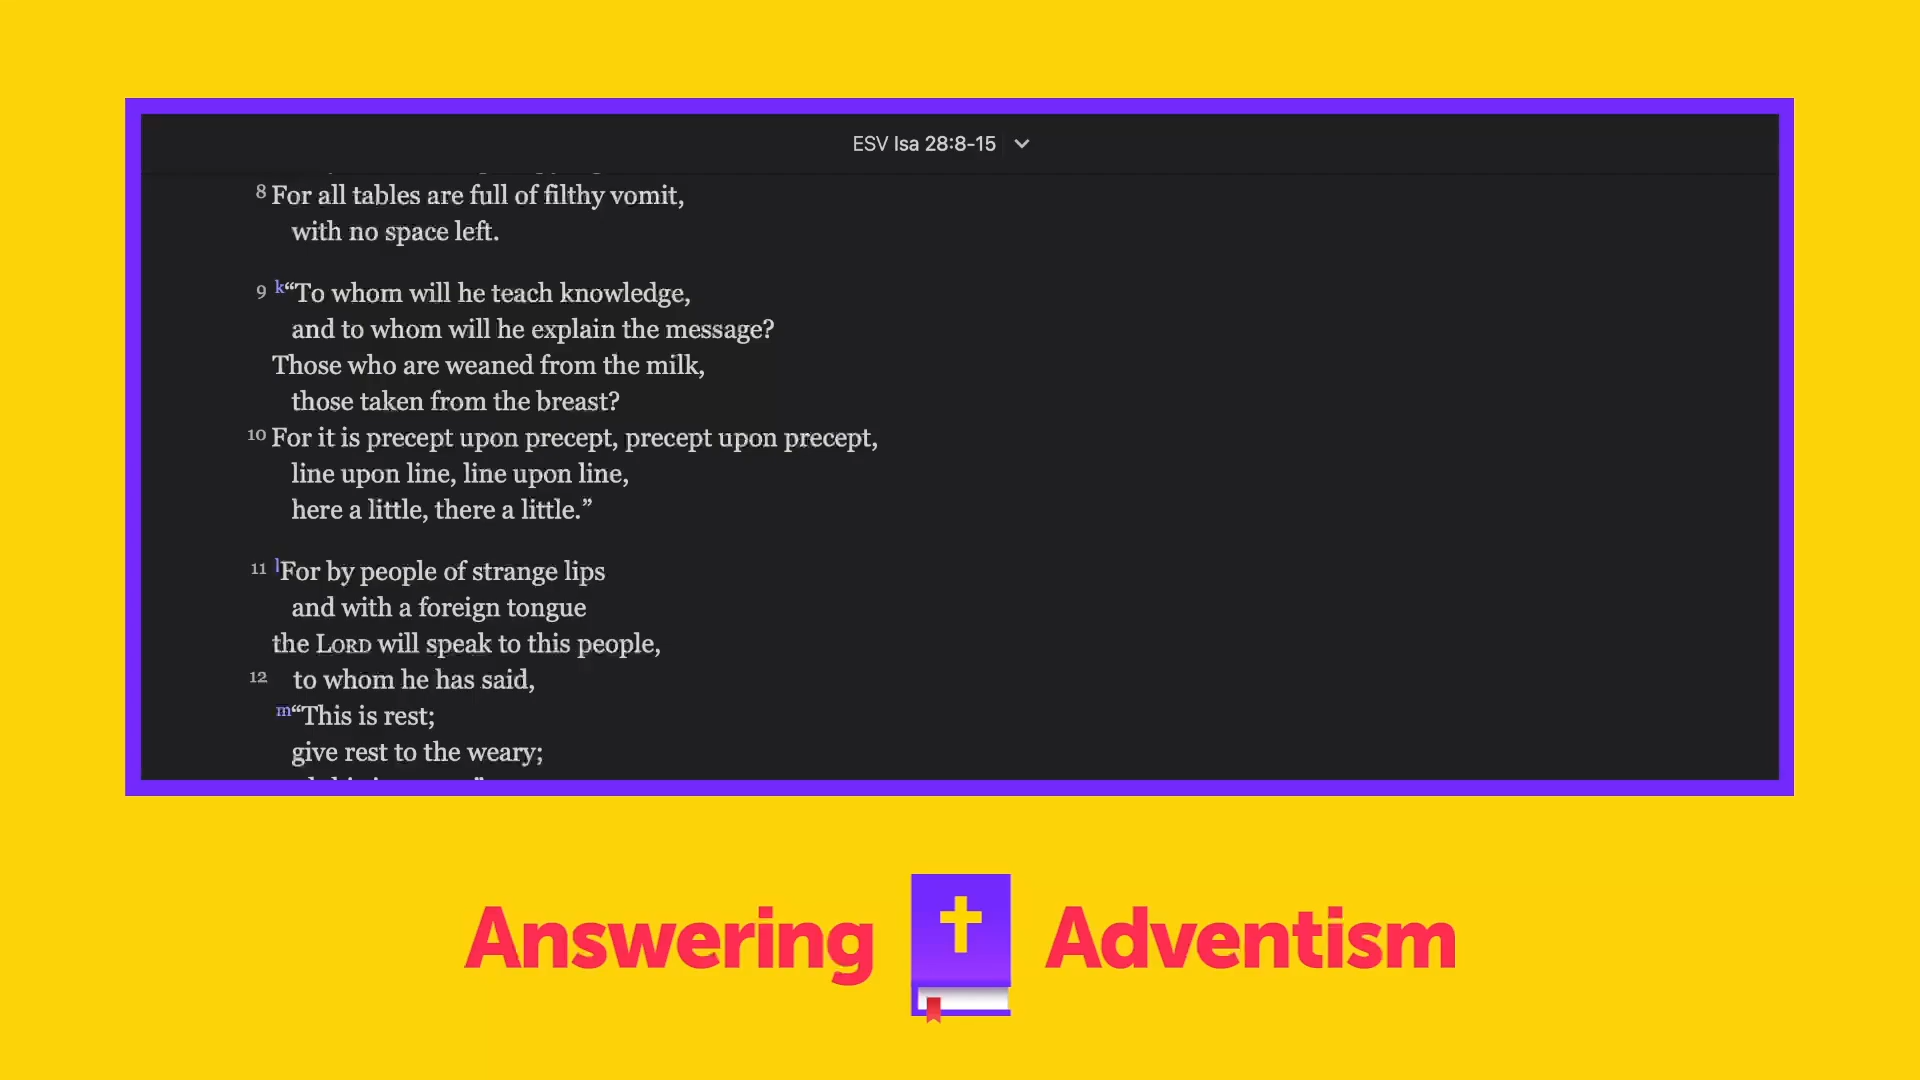 ESV Isa 28:8-15
8 For all tables are full of filthy vomit,
with no space left.
9 k“To whom will he teach knowledge,
and to whom will he explain the message?
Those who are weaned from the milk,
those taken from the breast?
10 For it is precept upon precept, precept upon precept,
line upon line, line upon line,
here a little, there a little.”
11 l For by people of strange lips
and with a foreign tongue
the LORD will speak to this people,
12 to whom he has said,
m“This is rest;
give rest to the weary;
Answering Adventism